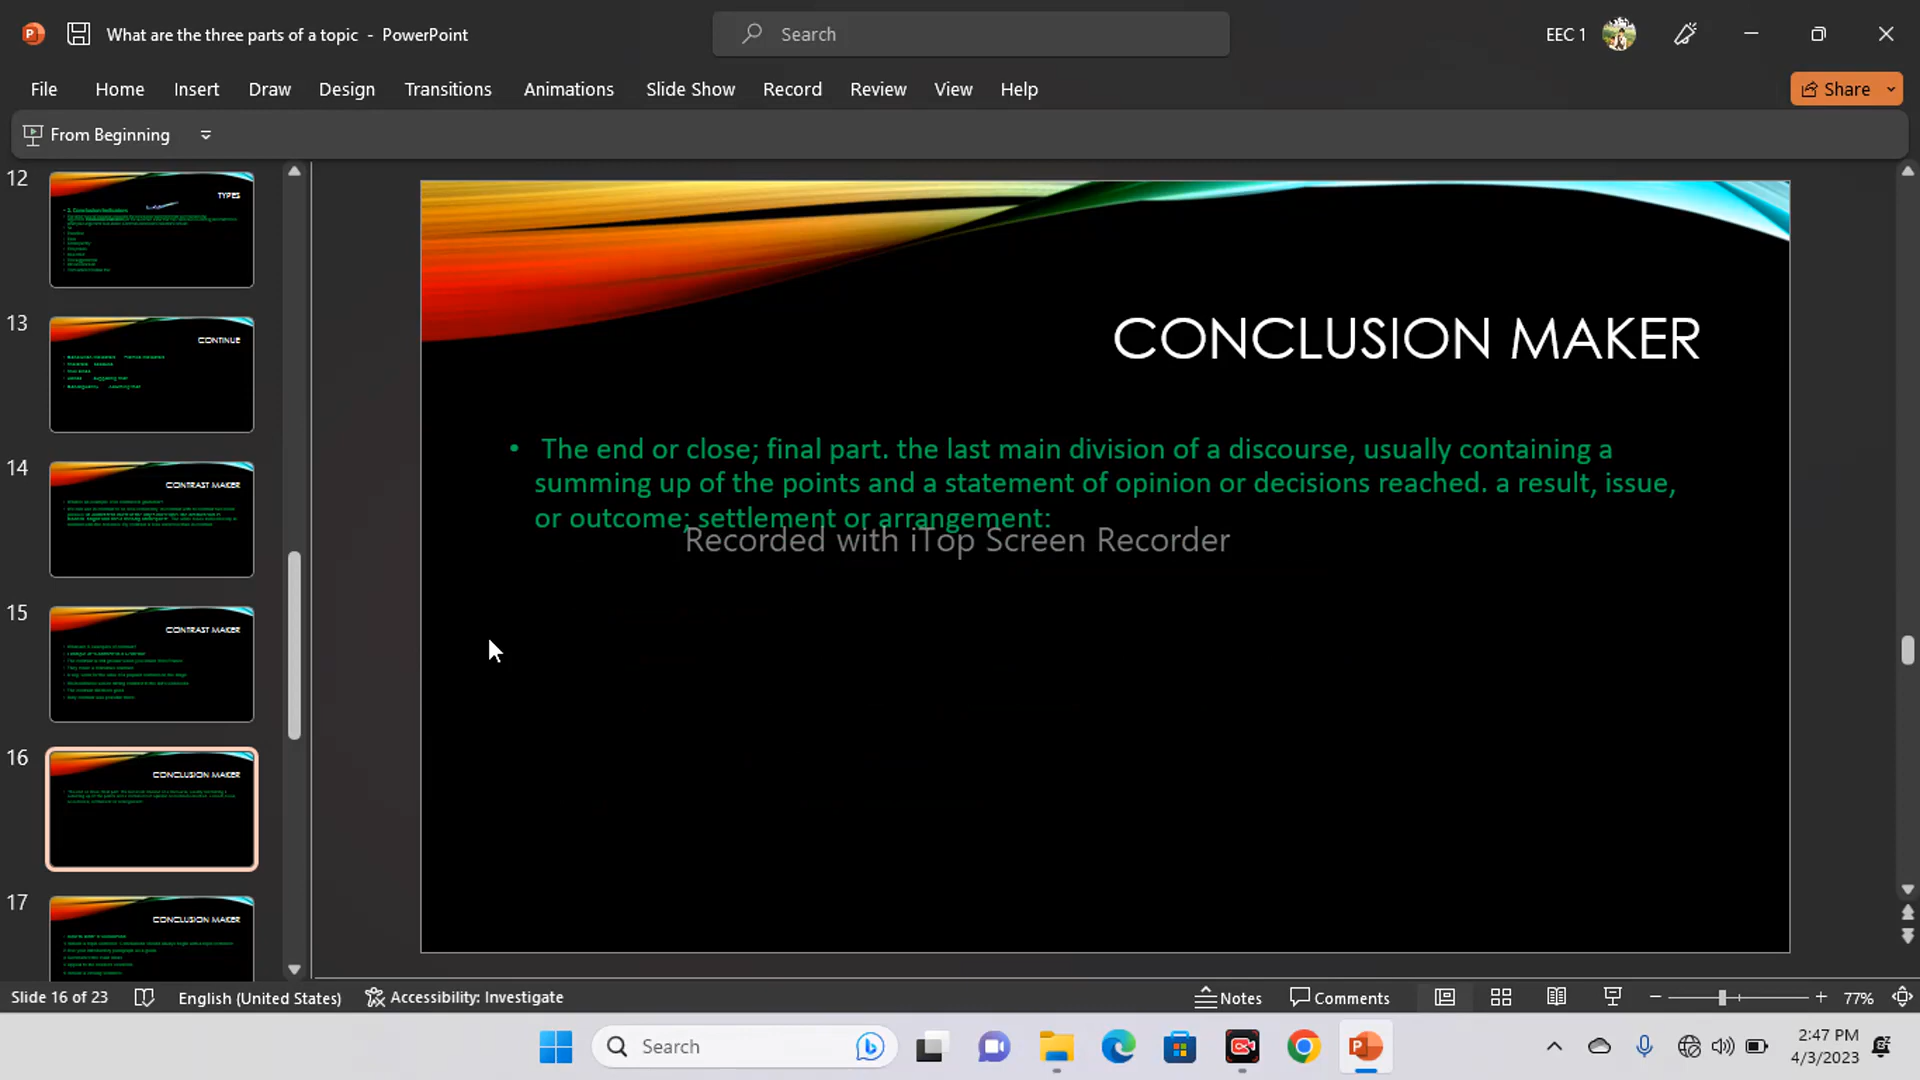 What are the three parts of a topic - PowerPoint
Search
EEC 1
File Home Insert Draw Design Transitions Animations Slide Show Record Review View Help
Share
From Beginning
12
TYPES
13
CONTINUE
14
CONTRAST MAKER
15
CONTRAST MAKER
16
CONCLUSION MAKER
17
CONCLUSION MAKER
CONCLUSION MAKER
• The end or close; final part. the last main division of a discourse, usually containing a
summing up of the points and a statement of opinion or decisions reached. a result, issue,
or outcome; settlement or arrangement:
Recorded with iTop Screen Recorder
Slide 16 of 23
English (United States)
Accessibility: Investigate
Notes
Comments
77%
Search
2:47 PM
4/3/2023